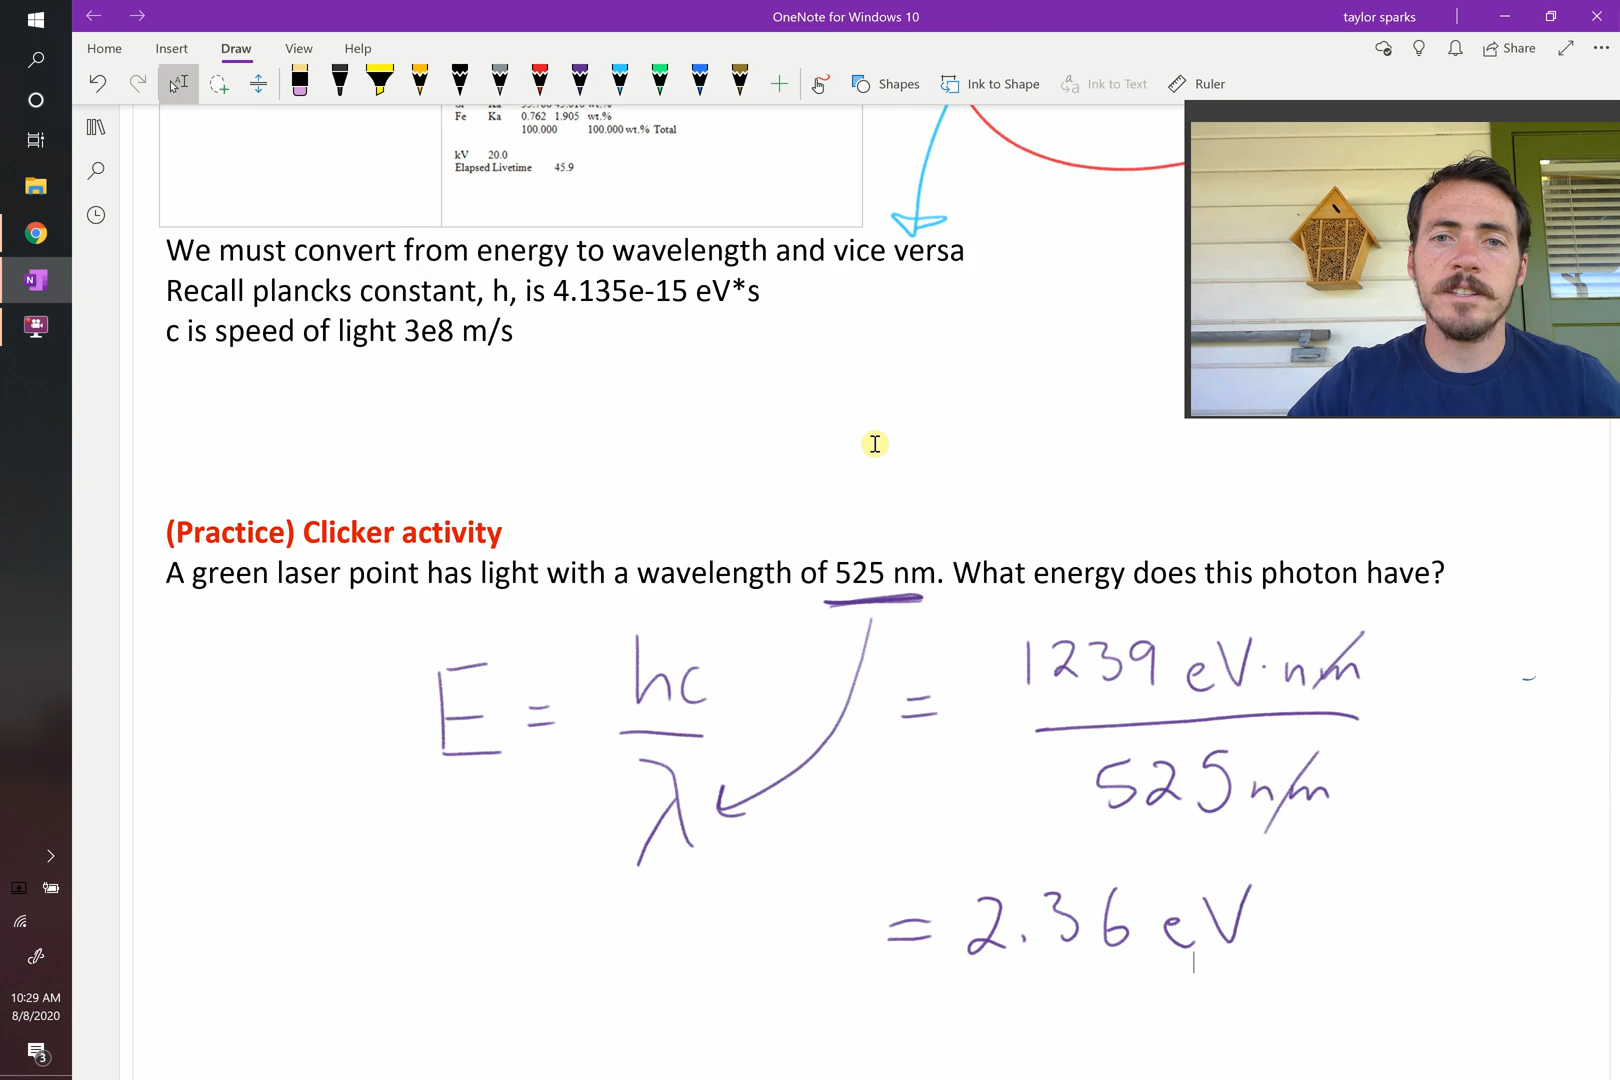 OneNote for Windows 10
taylor sparks
Home Insert Draw View Help
Share
Shapes
Ink to Shape
Ink to Text
Ruler
Fe Ka 0.762 1.905 wt.%
100.000 100.000 wt.% Total
kV 20.0
Elapsed Livetime 45.9
We must convert from energy to wavelength and vice versa
Recall plancks constant, h, is 4.135e-15 eV*s
c is speed of light 3e8 m/s
(Practice) Clicker activity
A green laser point has light with a wavelength of 525 nm. What energy does this photon have?
E = hc / λ = 1239 eV·nm / 525 nm
= 2.36 eV
10:29 AM
8/8/2020
3